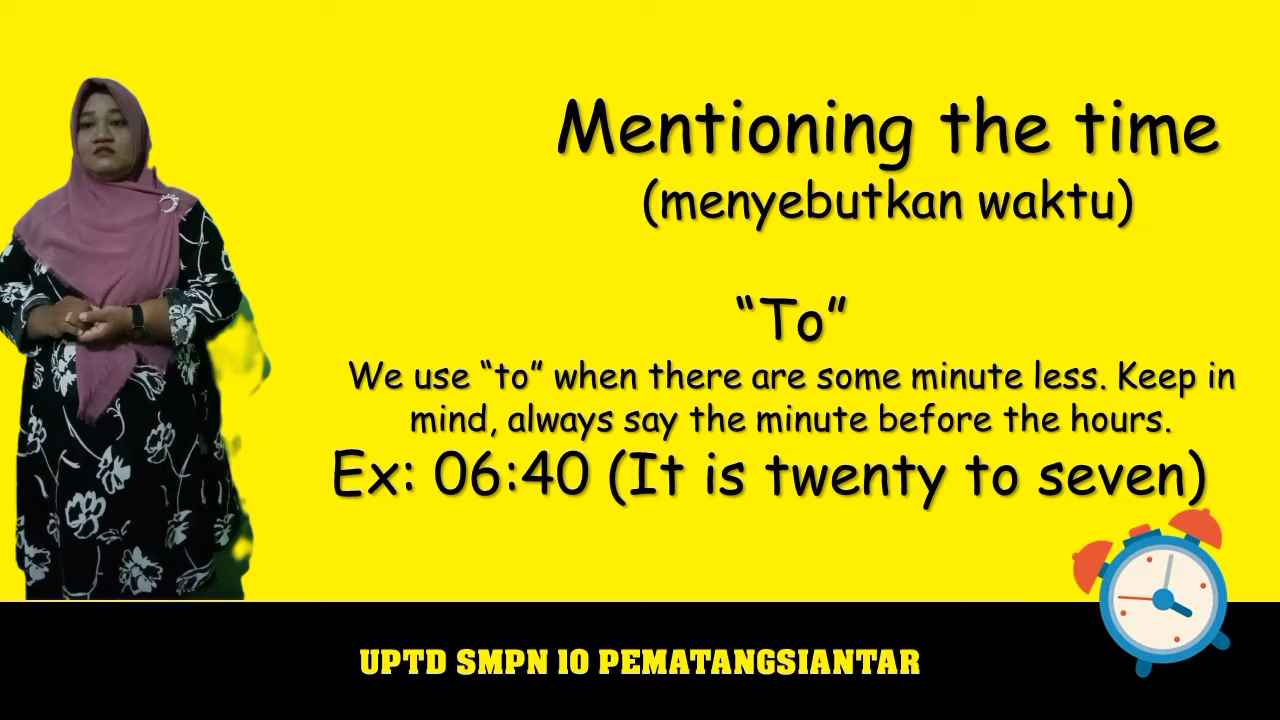 Mentioning the time
(menyebutkan waktu)
“To”
We use “to” when there are some minute less. Keep in
mind, always say the minute before the hours.
Ex: 06:40 (It is twenty to seven)
UPTD SMPN 10 PEMATANGSIANTAR